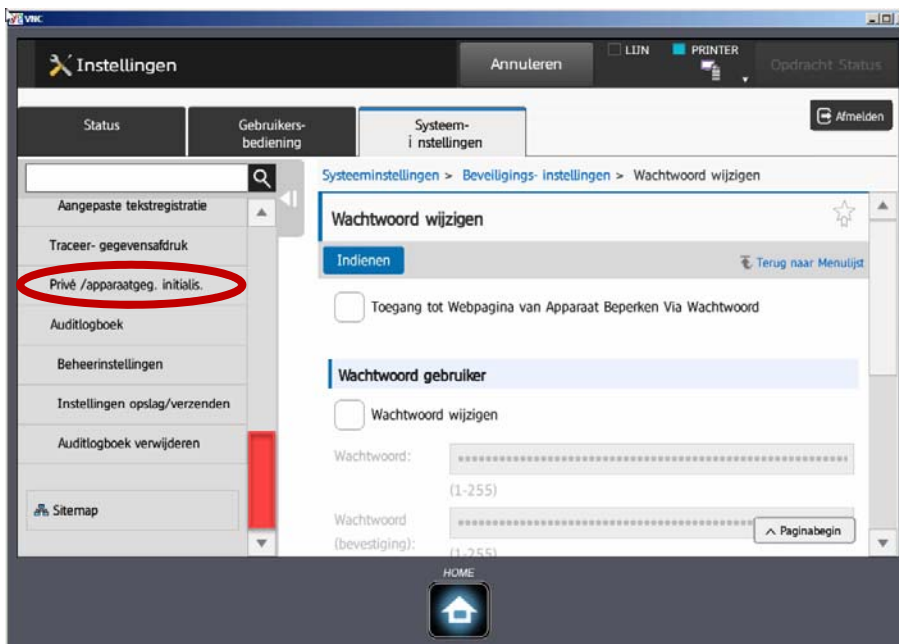 VNC
Instellingen
Annuleren
LIJN
PRINTER
Opdracht Status
Status
Gebruikers-
bediening
Systeem-
i nstellingen
Afmelden
Aangepaste tekstregistratie
Traceer- gegevensafdruk
Privé /apparaatgeg. initialis.
Auditlogboek
Beheerinstellingen
Instellingen opslag/verzenden
Auditlogboek verwijderen
Sitemap
Systeeminstellingen > Beveiligings- instellingen > Wachtwoord wijzigen
Wachtwoord wijzigen
Indienen
Terug naar Menulijst
Toegang tot Webpagina van Apparaat Beperken Via Wachtwoord
Wachtwoord gebruiker
Wachtwoord wijzigen
Wachtwoord:
(1-255)
Wachtwoord
(bevestiging):
(1-255)
Paginabegin
HOME